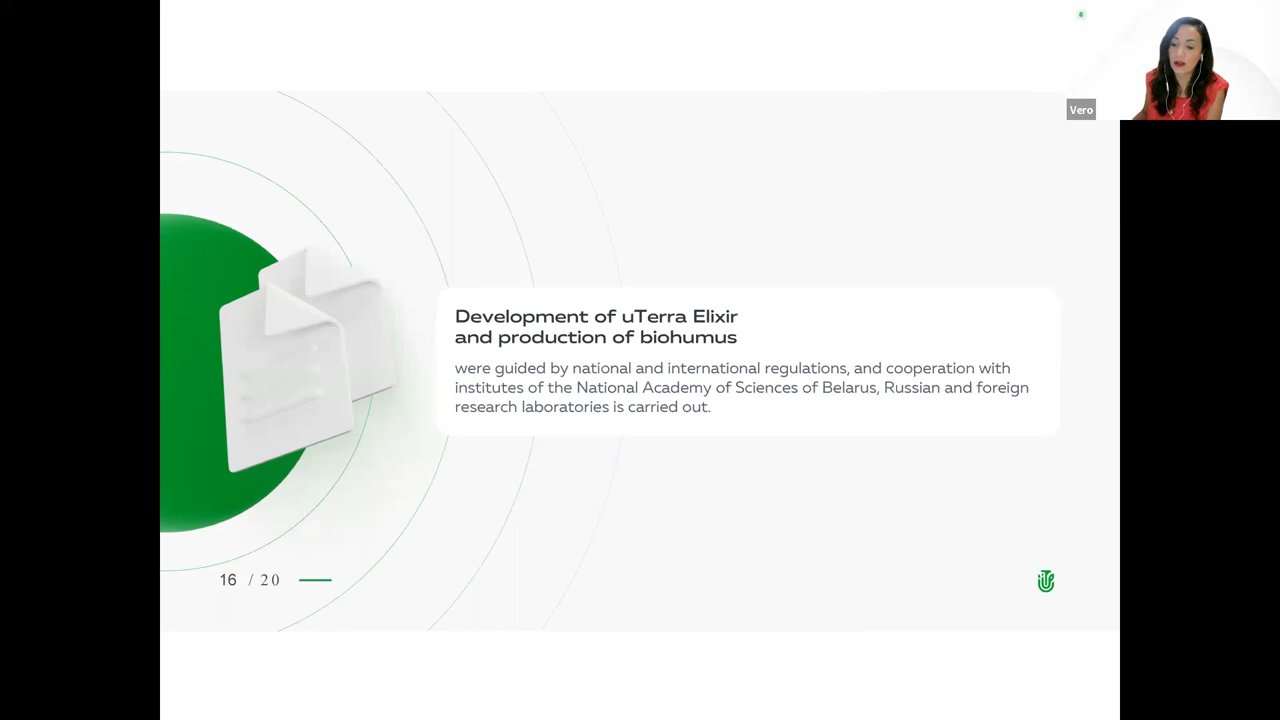 Vero
Development of uTerra Elixir
and production of biohumus
were guided by national and international regulations, and cooperation with
institutes of the National Academy of Sciences of Belarus, Russian and foreign
research laboratories is carried out.
16 / 20